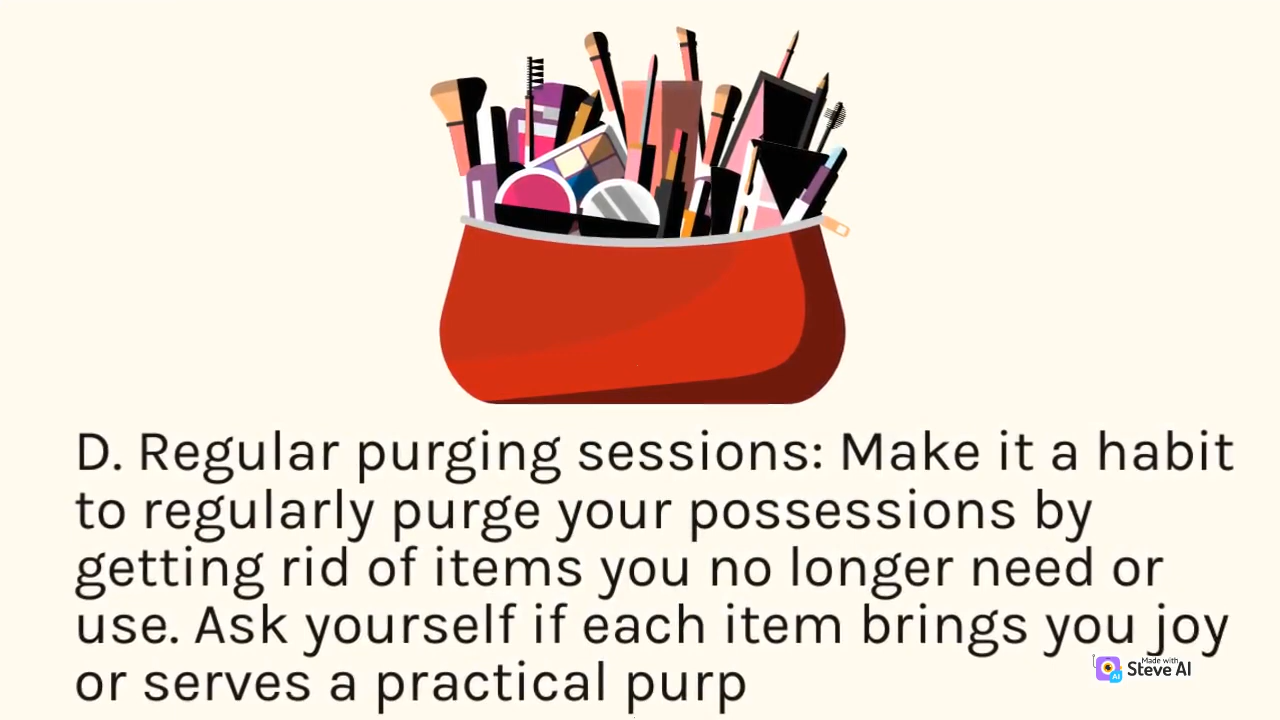 D. Regular purging sessions: Make it a habit
to regularly purge your possessions by
getting rid of items you no longer need or
use. Ask yourself if each item brings you joy
or serves a practical purp
Made with
AI Steve AI